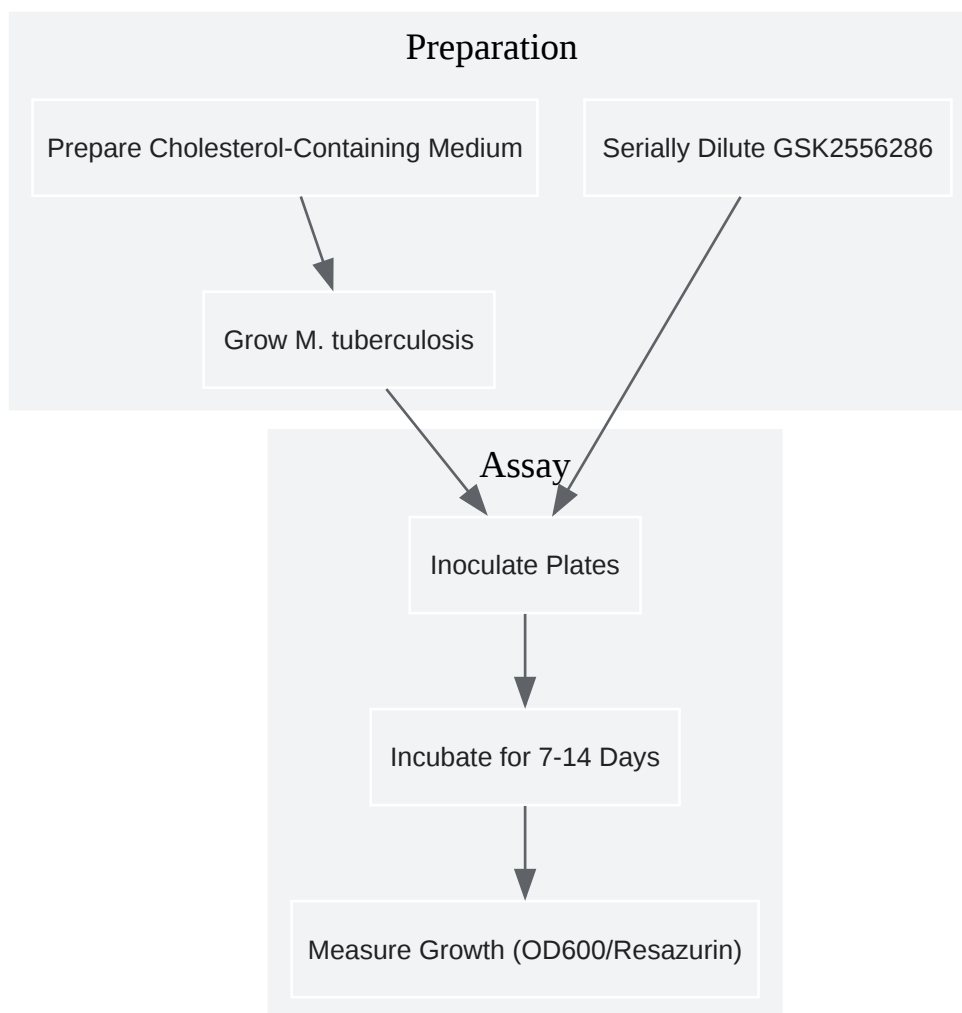 Preparation
Prepare Cholesterol-Containing Medium
Serially Dilute GSK2556286
Grow M. tuberculosis
Assay
Inoculate Plates
Incubate for 7-14 Days
Measure Growth (OD600/Resazurin)